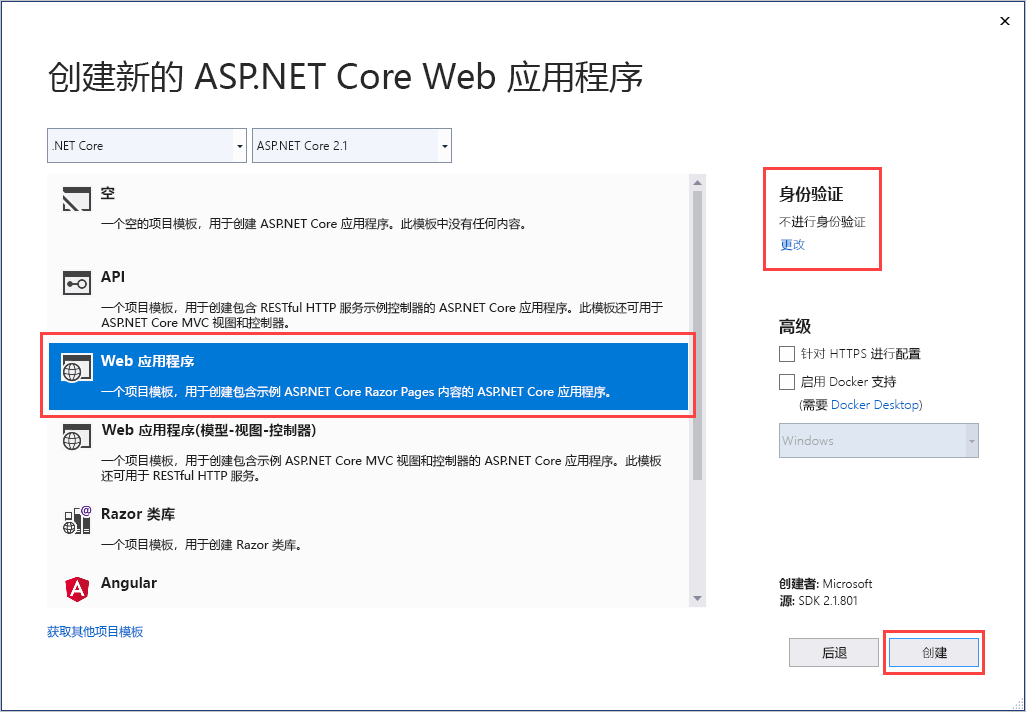 创建新的 ASP.NET Core Web 应用程序
.NET Core
ASP.NET Core 2.1
空
一个空的项目模板，用于创建 ASP.NET Core 应用程序。此模板中没有任何内容。
API
一个项目模板，用于创建包含 RESTful HTTP 服务示例控制器的 ASP.NET Core 应用程序。此模板还可用于
ASP.NET Core MVC 视图和控制器。
Web 应用程序
一个项目模板，用于创建包含示例 ASP.NET Core Razor Pages 内容的 ASP.NET Core 应用程序。
Web 应用程序(模型-视图-控制器)
一个项目模板，用于创建包含示例 ASP.NET Core MVC 视图和控制器的 ASP.NET Core 应用程序。此模板
还可用于 RESTful HTTP 服务。
Razor 类库
一个项目模板，用于创建 Razor 类库。
Angular
获取其他项目模板
身份验证
不进行身份验证
更改
高级
针对 HTTPS 进行配置
启用 Docker 支持
(需要 Docker Desktop)
Windows
创建者: Microsoft
源: SDK 2.1.801
后退
创建